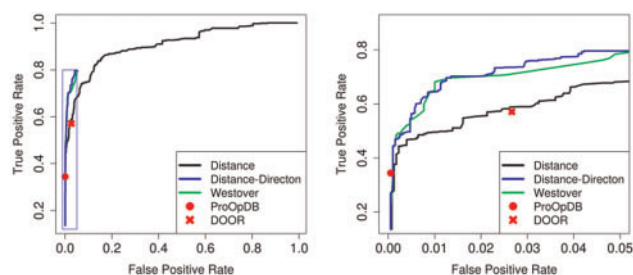 1.0
0.8
0.6
0.4
0.2
True Positive Rate
Distance
Distance-Directon
Westover
ProOpDB
DOOR
0.0 0.2 0.4 0.6 0.8 1.0
False Positive Rate
0.8
0.6
0.4
0.2
True Positive Rate
Distance
Distance-Directon
Westover
ProOpDB
DOOR
0.00 0.01 0.02 0.03 0.04 0.05
False Positive Rate